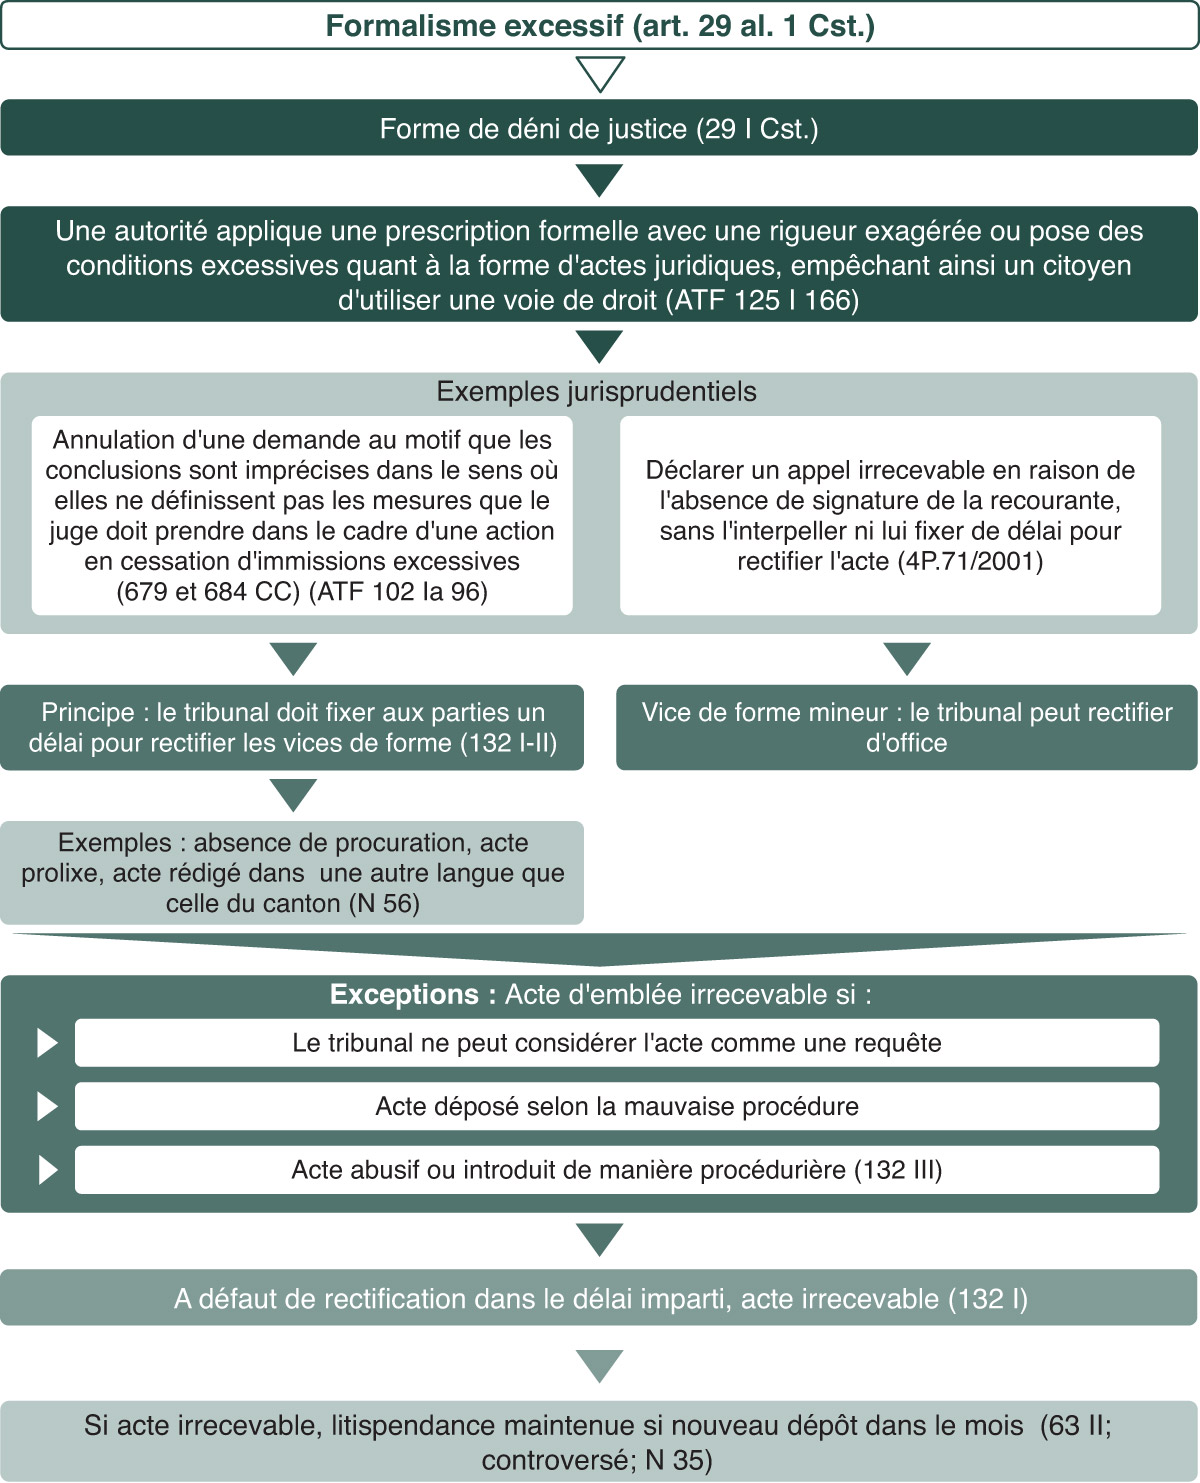 Formalisme excessif (art. 29 al. 1 Cst.)
Forme de déni de justice (29 I Cst.)
Une autorité applique une prescription formelle avec une rigueur exagérée ou pose des
conditions excessives quant à la forme d'actes juridiques, empêchant ainsi un citoyen
d'utiliser une voie de droit (ATF 125 I 166)
Exemples jurisprudentiels
Annulation d'une demande au motif que les
conclusions sont imprécises dans le sens où
elles ne définissent pas les mesures que le
juge doit prendre dans le cadre d'une action
en cessation d'immissions excessives
(679 et 684 CC) (ATF 102 Ia 96)
Déclarer un appel irrecevable en raison de
l'absence de signature de la recourante,
sans l'interpeller ni lui fixer de délai pour
rectifier l'acte (4P.71/2001)
Principe : le tribunal doit fixer aux parties un
délai pour rectifier les vices de forme (132 I-II)
Vice de forme mineur : le tribunal peut rectifier
d'office
Exemples : absence de procuration, acte
prolixe, acte rédigé dans  une autre langue que
celle du canton (N 56)
Exceptions : Acte d'emblée irrecevable si :
Le tribunal ne peut considérer l'acte comme une requête
Acte déposé selon la mauvaise procédure
Acte abusif ou introduit de manière procédurière (132 III)
A défaut de rectification dans le délai imparti, acte irrecevable (132 I)
Si acte irrecevable, litispendance maintenue si nouveau dépôt dans le mois  (63 II;
controversé; N 35)